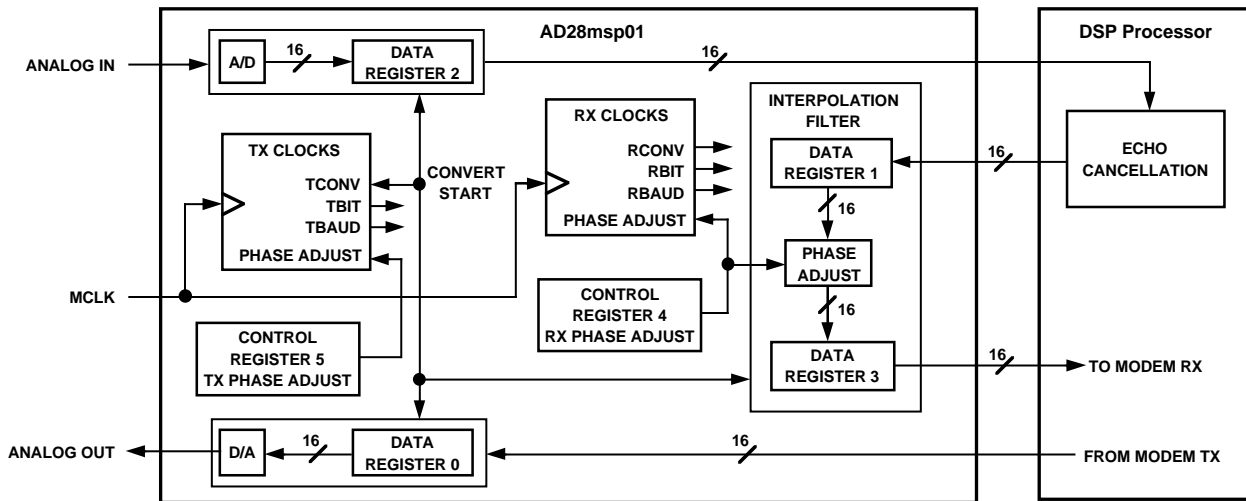 AD28msp01
DSP Processor
ANALOG IN
A/D
16
DATA
REGISTER 2
16
INTERPOLATION
FILTER
TX CLOCKS
TCONV
TBIT
TBAUD
PHASE ADJUST
CONVERT
START
RX CLOCKS
RCONV
RBIT
RBAUD
PHASE ADJUST
DATA
REGISTER 1
16
16
ECHO
CANCELLATION
PHASE
ADJUST
16
MCLK
CONTROL
REGISTER 5
TX PHASE ADJUST
CONTROL
REGISTER 4
RX PHASE ADJUST
DATA
REGISTER 3
16
TO MODEM RX
ANALOG OUT
D/A
16
DATA
REGISTER 0
16
FROM MODEM TX